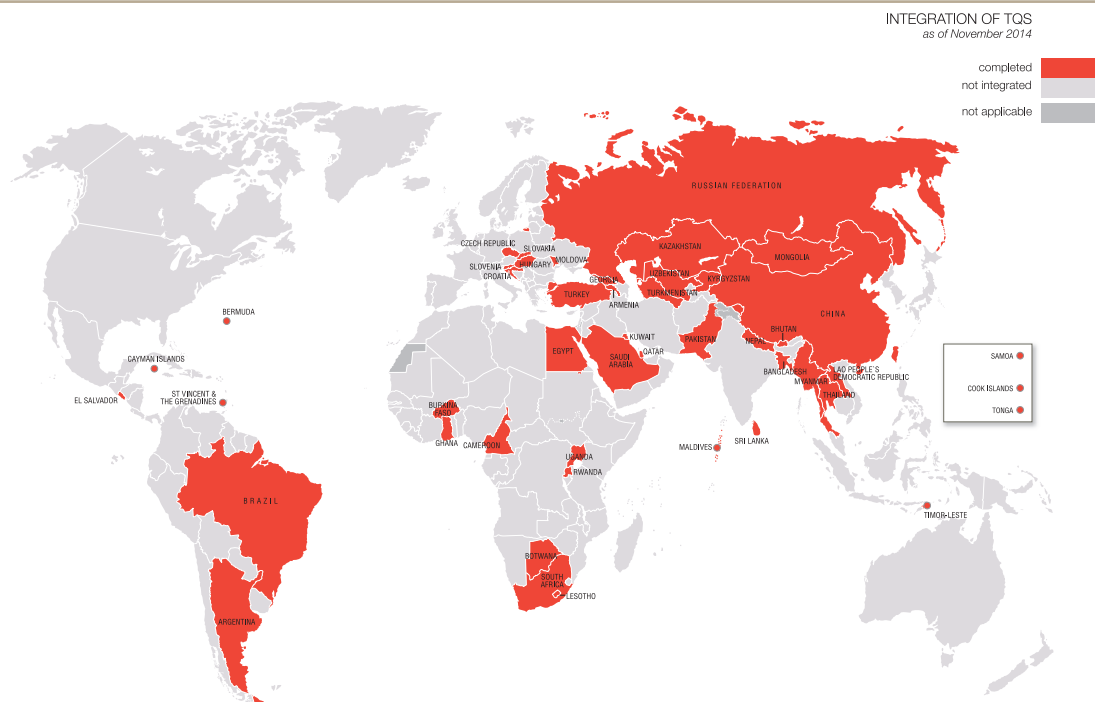 INTEGRATION OF TQS
as of November 2014
completed
not integrated
not applicable
RUSSIAN FEDERATION
CZECH REPUBLIC
SLOVAKIA
KAZAKHSTAN
MONGOLIA
MOLDOVA
SLOVENIA
HUNGARY
CROATIA
GEORGIA
UZBEKISTAN
KYRGYZSTAN
TURKEY
TURKMENISTAN
ARMENIA
BERMUDA
CHINA
BHUTAN
KUWAIT
PAKISTAN
NEPAL
EGYPT
SAUDI
ARABIA
QATAR
CAYMAN ISLANDS
SAMOA
LAO PEOPLE'S
DEMOCRATIC REPUBLIC
BANGLADESH
MYANMAR
COOK ISLANDS
ST VINCENT &
THE GRENADINES
EL SALVADOR
THAILAND
BURKINA
FASO
TONGA
GHANA
CAMEROON
SRI LANKA
MALDIVES
UGANDA
RWANDA
BRAZIL
TIMOR-LESTE
BOTWANA
SOUTH
AFRICA
LESOTHO
ARGENTINA